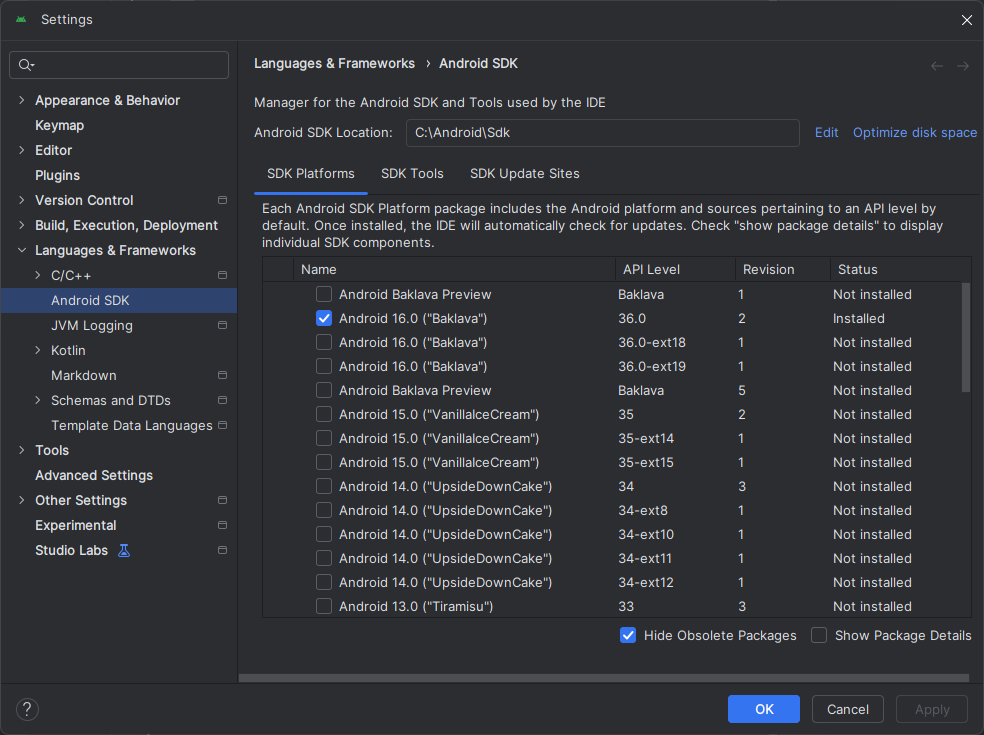 Settings
Appearance & Behavior
Keymap
Editor
Plugins
Version Control
Build, Execution, Deployment
Languages & Frameworks
C/C++
Android SDK
JVM Logging
Kotlin
Markdown
Schemas and DTDs
Template Data Languages
Tools
Advanced Settings
Other Settings
Experimental
Studio Labs
Languages & Frameworks › Android SDK
Manager for the Android SDK and Tools used by the IDE
Android SDK Location: C:\Android\Sdk Edit Optimize disk space
SDK Platforms SDK Tools SDK Update Sites
Each Android SDK Platform package includes the Android platform and sources pertaining to an API level by
default. Once installed, the IDE will automatically check for updates. Check "show package details" to display
individual SDK components.
Name API Level Revision Status
Android Baklava Preview Baklava 1 Not installed
Android 16.0 ("Baklava") 36.0 2 Installed
Android 16.0 ("Baklava") 36.0-ext18 1 Not installed
Android 16.0 ("Baklava") 36.0-ext19 1 Not installed
Android Baklava Preview Baklava 5 Not installed
Android 15.0 ("VanillaIceCream") 35 2 Not installed
Android 15.0 ("VanillaIceCream") 35-ext14 1 Not installed
Android 15.0 ("VanillaIceCream") 35-ext15 1 Not installed
Android 14.0 ("UpsideDownCake") 34 3 Not installed
Android 14.0 ("UpsideDownCake") 34-ext8 1 Not installed
Android 14.0 ("UpsideDownCake") 34-ext10 1 Not installed
Android 14.0 ("UpsideDownCake") 34-ext11 1 Not installed
Android 14.0 ("UpsideDownCake") 34-ext12 1 Not installed
Android 13.0 ("Tiramisu") 33 3 Not installed
Hide Obsolete Packages Show Package Details
? OK Cancel Apply